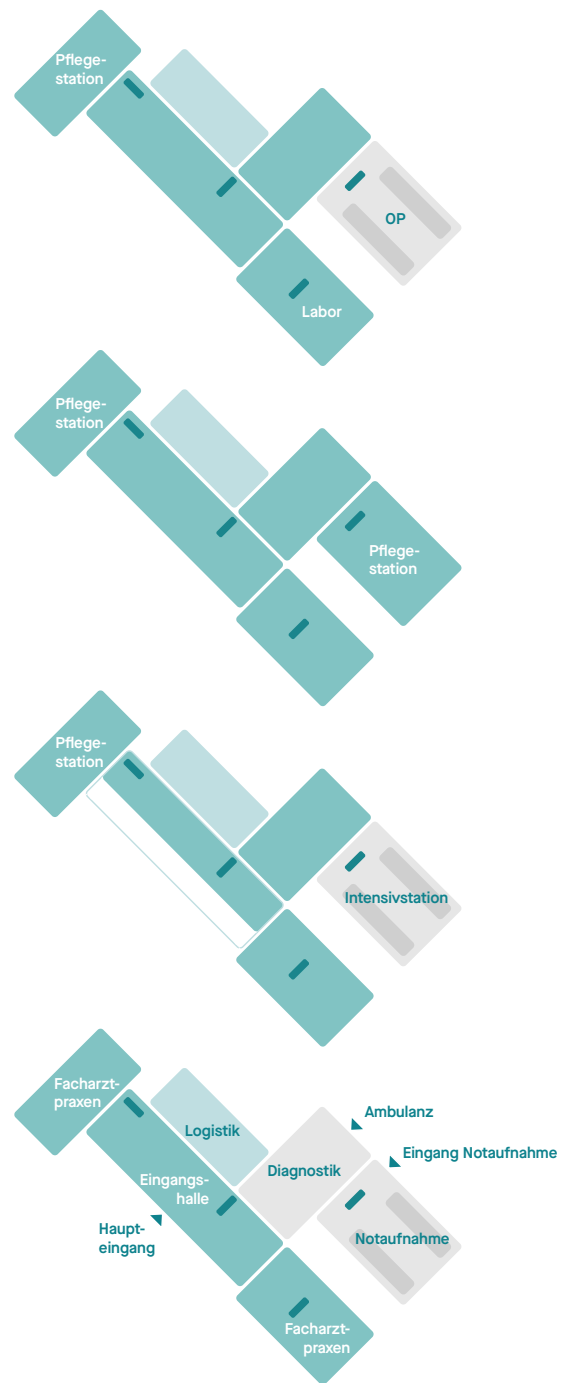 Pflege-
station
OP
Labor
Pflege-
station
Pflege-
station
Pflege-
station
Intensivstation
Facharzt-
praxen
Ambulanz
Logistik
Eingang Notaufnahme
Diagnostik
Eingangs-
halle
Haupt-
eingang
Notaufnahme
Facharzt-
praxen